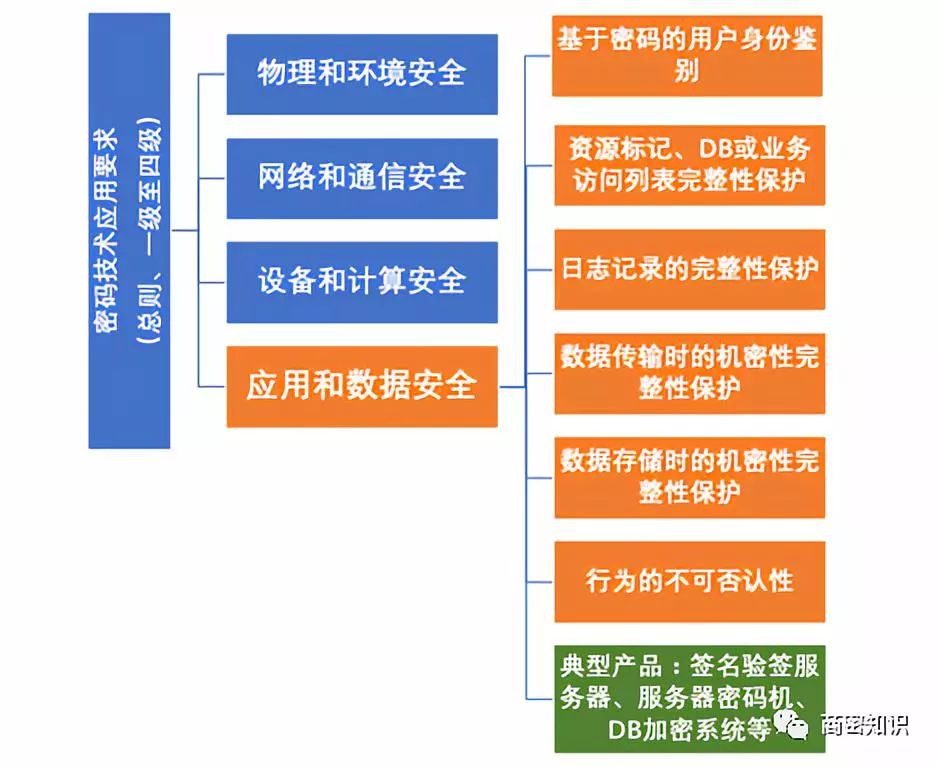 密码技术应用要求
(总则、一级至四级)
物理和环境安全
网络和通信安全
设备和计算安全
应用和数据安全
基于密码的用户身份鉴
别
资源标记、DB或业务
访问列表完整性保护
日志记录的完整性保护
数据传输时的机密性完
整性保护
数据存储时的机密性完
整性保护
行为的不可否认性
典型产品：签名验签服
务器、服务器密码机、
DB加密系统等
商密知识